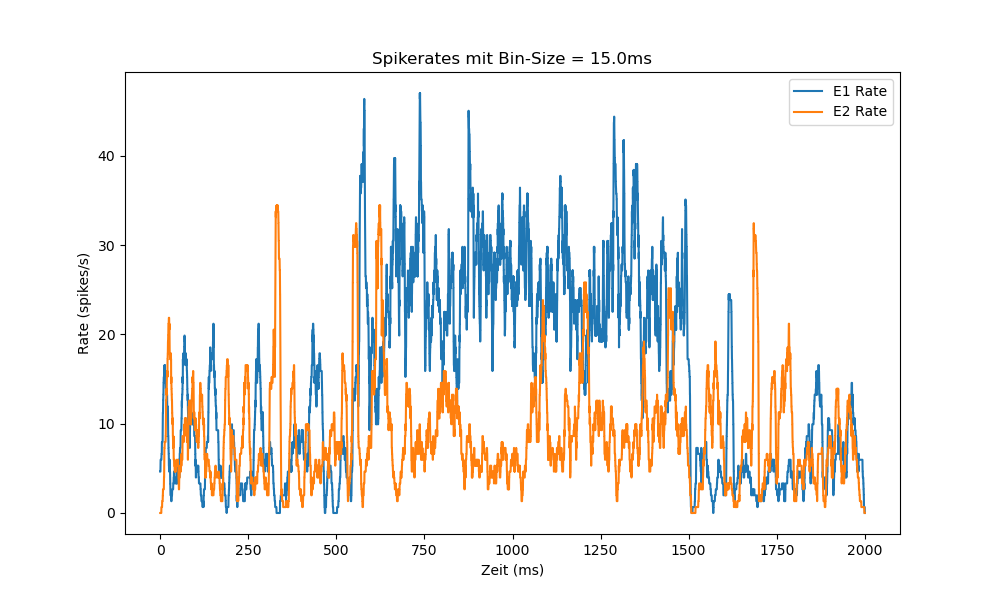 Spikerates mit Bin-Size = 15.0ms
E1 Rate
E2 Rate
Rate (spikes/s)
40
30
20
10
0
0 250 500 750 1000 1250 1500 1750 2000
Zeit (ms)